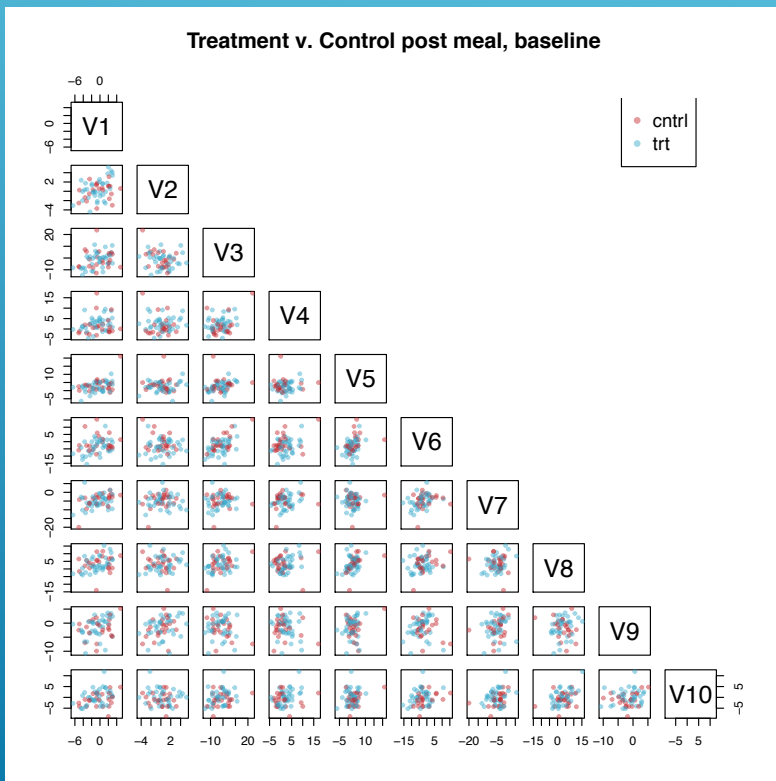 Treatment v. Control post meal, baseline
−6 0
cntrl
trt
V1
0
−6
V2
2
−4
V3
20
−10
V4
15
5
−5
V5
10
−5
V6
5
−15
V7
0
−20
V8
5
−15
V9
0
−10
V10
5
−5
5
−5
−6 0 −4 2 −10 20 −5 5 15 −5 10 −15 5 −20 −5 −15 0 15 −10 0 −5 5